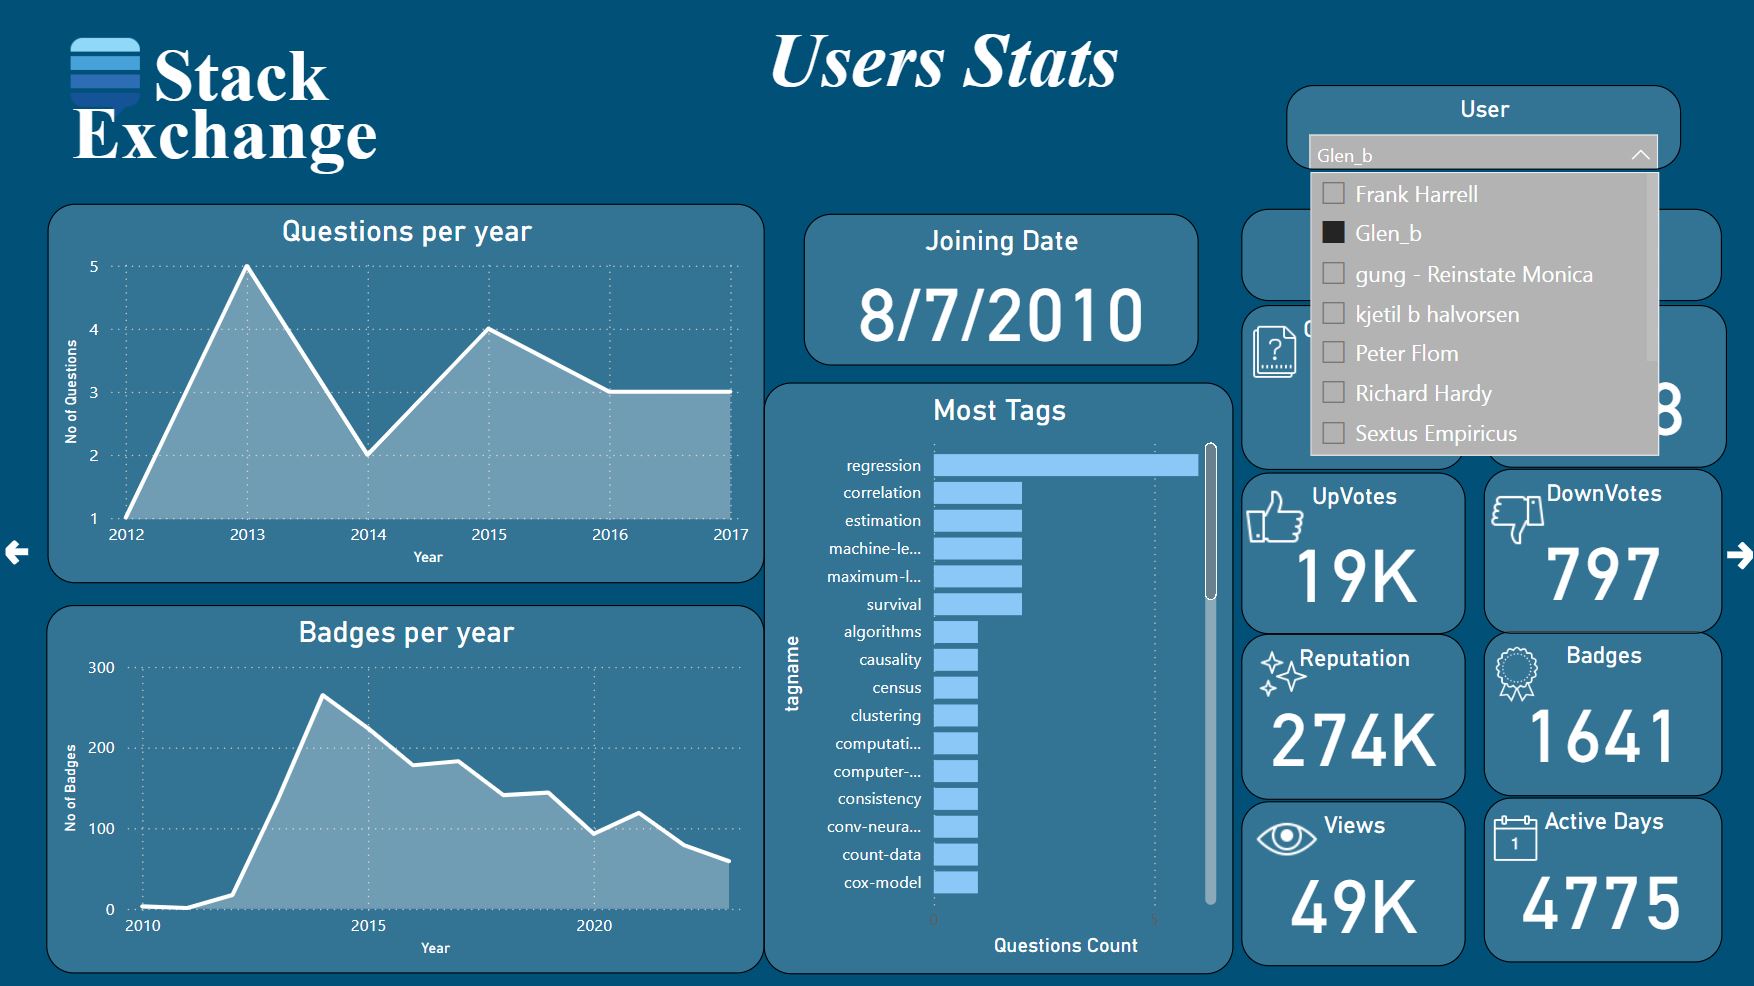 Stack
Exchange
Users Stats
User
Glen_b
Frank Harrell
Glen_b
gung - Reinstate Monica
kjetil b halvorsen
Peter Flom
Richard Hardy
Sextus Empiricus
Questions per year
5
4
3
2
1
No of Questions
2012 2013 2014 2015 2016 2017
Year
Badges per year
300
200
100
0
No of Badges
2010 2015 2020
Year
Joining Date
8/7/2010
Most Tags
tagname
regression
correlation
estimation
machine-le...
maximum-l...
survival
algorithms
causality
census
clustering
computati...
computer-...
consistency
conv-neura...
count-data
cox-model
0 5
Questions Count
?
8
UpVotes
19K
DownVotes
797
Reputation
274K
Badges
1641
Views
49K
1
Active Days
4775